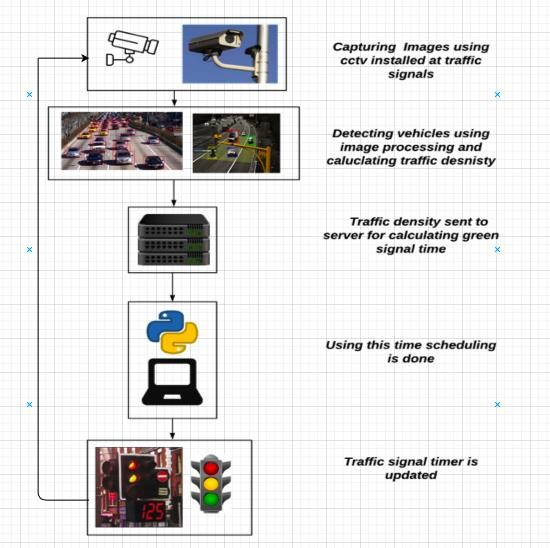 Capturing Images using
cctv installed at traffic
signals
Detecting vehicles using
image processing and
caluclating traffic desnisty
Traffic density sent to
server for calculating green
signal time
Using this time scheduling
is done
125
Traffic signal timer is
updated